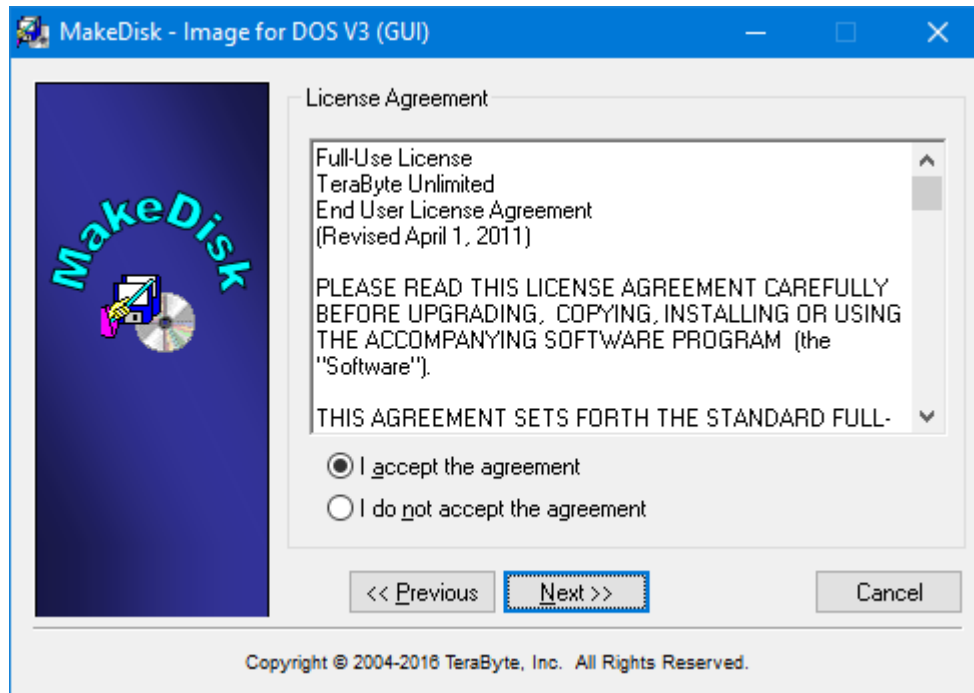 MakeDisk - Image for DOS V3 (GUI)
MakeDisk
License Agreement
Full-Use License
TeraByte Unlimited
End User License Agreement
(Revised April 1, 2011)
PLEASE READ THIS LICENSE AGREEMENT CAREFULLY
BEFORE UPGRADING,  COPYING, INSTALLING OR USING
THE ACCOMPANYING SOFTWARE PROGRAM  (the
"Software").
THIS AGREEMENT SETS FORTH THE STANDARD FULL-
I accept the agreement
I do not accept the agreement
<< Previous
Next >>
Cancel
Copyright © 2004-2016 TeraByte, Inc.  All Rights Reserved.